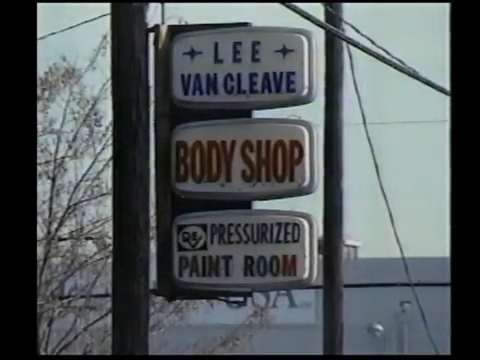 LEE
VAN CLEAVE
BODY SHOP
PRESSURIZED
PAINT ROOM